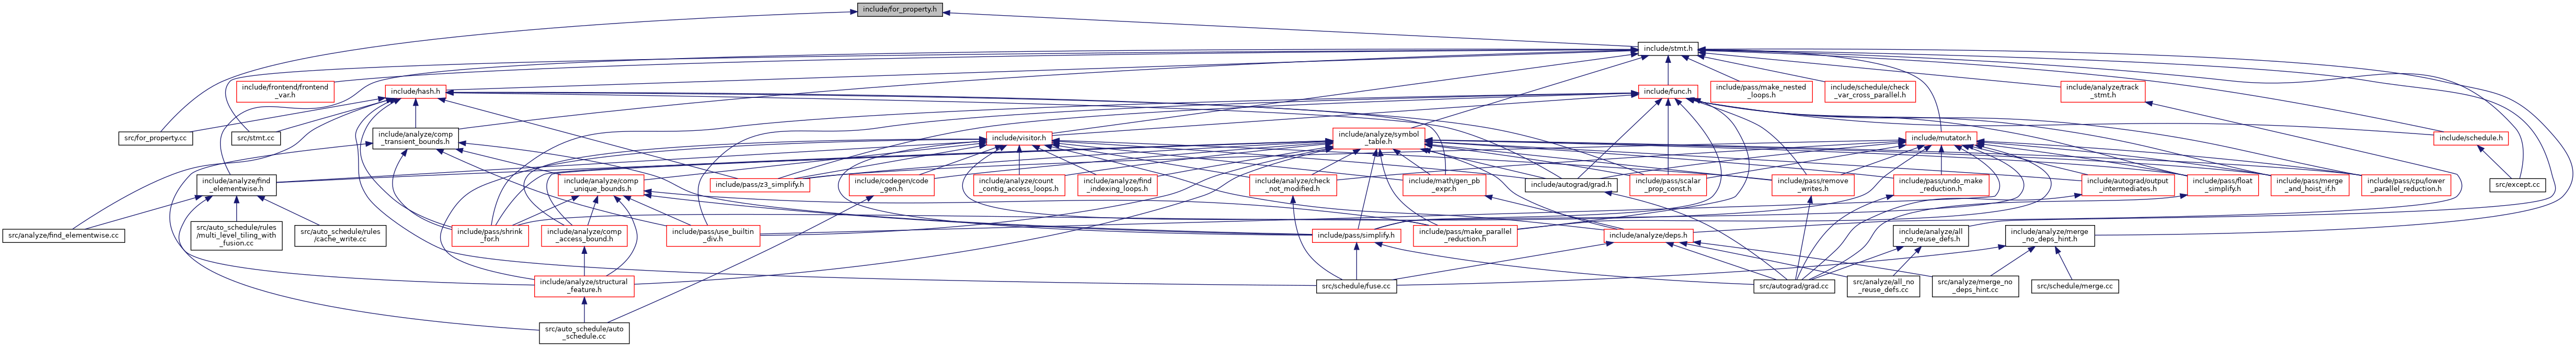 include/for_property.h
include/stmt.h
include/frontend/frontend
_var.h
include/hash.h
include/func.h
include/pass/make_nested
_loops.h
include/schedule/check
_var_cross_parallel.h
include/analyze/track
_stmt.h
src/for_property.cc
src/stmt.cc
include/analyze/comp
_transient_bounds.h
include/visitor.h
include/analyze/symbol
_table.h
include/mutator.h
include/schedule.h
include/analyze/find
_elementwise.h
include/analyze/comp
_unique_bounds.h
include/pass/z3_simplify.h
include/codegen/code
_gen.h
include/analyze/count
_contig_access_loops.h
include/analyze/find
_indexing_loops.h
include/analyze/check
_not_modified.h
include/math/gen_pb
_expr.h
include/autograd/grad.h
include/pass/scalar
_prop_const.h
include/pass/remove
_writes.h
include/pass/undo_make
_reduction.h
include/autograd/output
_intermediates.h
include/pass/float
_simplify.h
include/pass/merge
_and_hoist_if.h
include/pass/cpu/lower
_parallel_reduction.h
src/except.cc
src/analyze/find_elementwise.cc
src/auto_schedule/rules
/multi_level_tiling_with
_fusion.cc
src/auto_schedule/rules
/cache_write.cc
include/pass/shrink
_for.h
include/analyze/comp
_access_bound.h
include/pass/use_builtin
_div.h
include/pass/simplify.h
include/pass/make_parallel
_reduction.h
include/analyze/deps.h
include/analyze/all
_no_reuse_defs.h
include/analyze/merge
_no_deps_hint.h
include/analyze/structural
_feature.h
src/schedule/fuse.cc
src/autograd/grad.cc
src/analyze/all_no
_reuse_defs.cc
src/analyze/merge_no
_deps_hint.cc
src/schedule/merge.cc
src/auto_schedule/auto
_schedule.cc